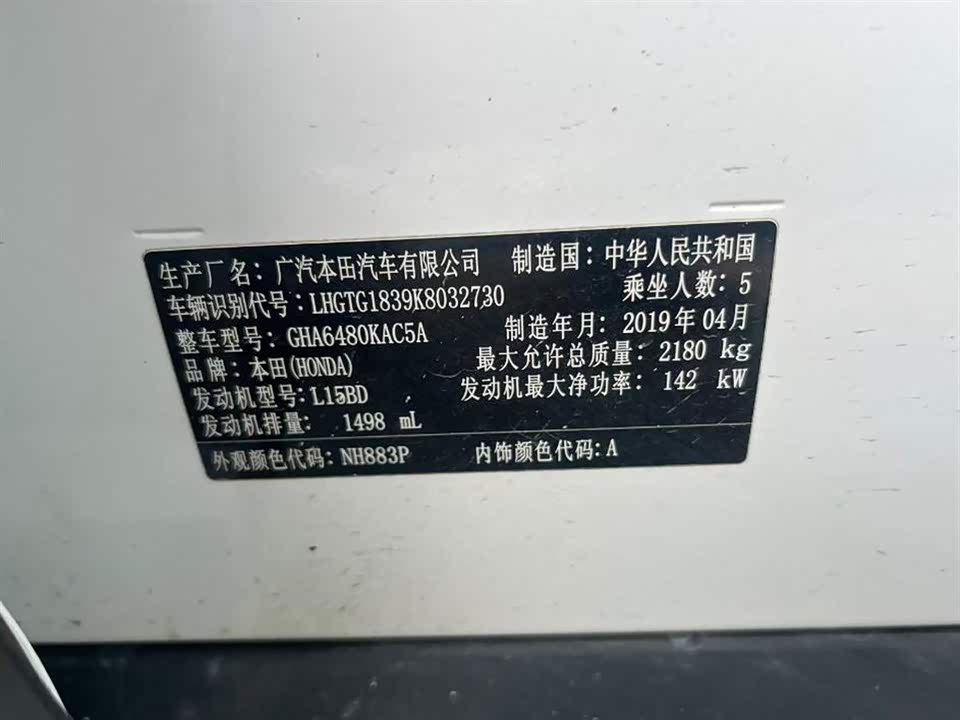 生产厂名：广汽本田汽车有限公司 制造国：中华人民共和国
车辆识别代号：LHGTG1839K8032730 乘坐人数：5
整车型号：GHA6480KAC5A 制造年月：2019年04月
品牌：本田(HONDA) 最大允许总质量：2180 kg
发动机型号：L15BD 发动机最大净功率：142 kW
发动机排量：1498 mL
外观颜色代码：NH883P 内饰颜色代码：A